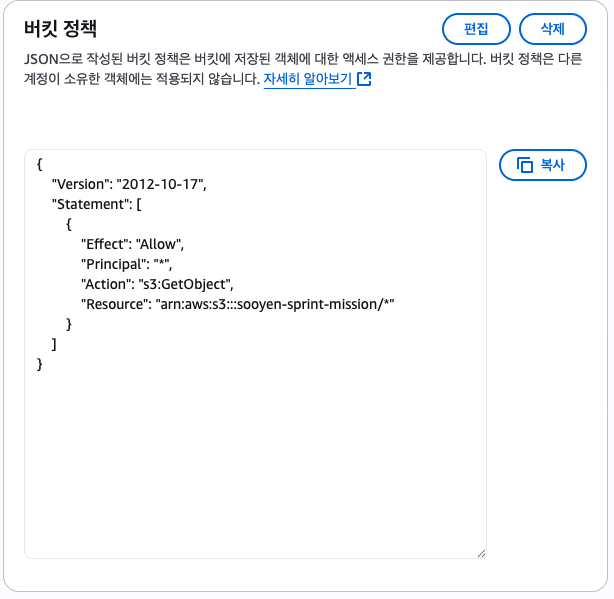 버킷 정책
편집
삭제
JSON으로 작성된 버킷 정책은 버킷에 저장된 객체에 대한 액세스 권한을 제공합니다. 버킷 정책은 다른
계정이 소유한 객체에는 적용되지 않습니다. 자세히 알아보기
복사
{
    "Version": "2012-10-17",
    "Statement": [
        {
            "Effect": "Allow",
            "Principal": "*",
            "Action": "s3:GetObject",
            "Resource": "arn:aws:s3:::sooyen-sprint-mission/*"
        }
    ]
}